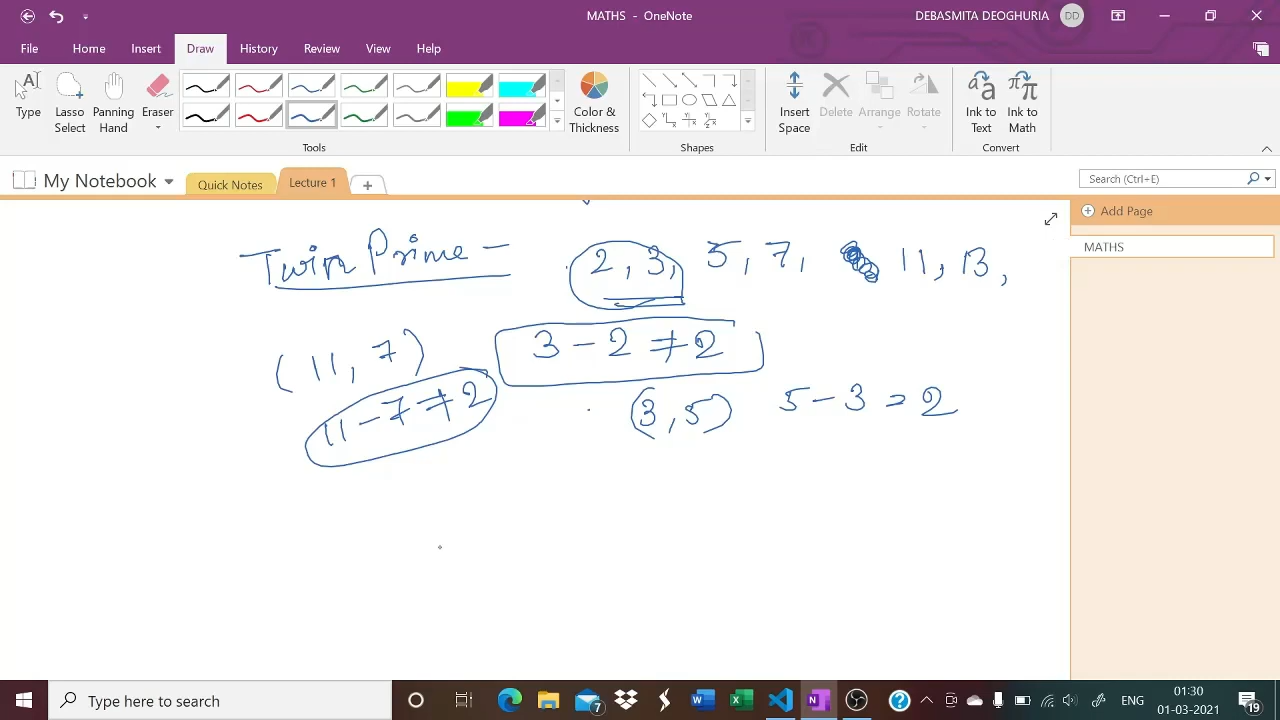 MATHS - OneNote
DEBASMITA DEOGHURIA DD
File Home Insert Draw History Review View Help
Type Lasso Select Panning Hand Eraser Color & Thickness Insert Space Delete Arrange Rotate Ink to Text Ink to Math
Tools Shapes Edit Convert
My Notebook Quick Notes Lecture 1 + Search (Ctrl+E)
Add Page
MATHS
Twin Prime - 2, 3, 5, 7, 11, 13,
(11, 7) 3 - 2 ≠ 2
11 - 7 ≠ 2 (3, 5) 5 - 3 = 2
Type here to search 7 ENG 01:30 19
01-03-2021